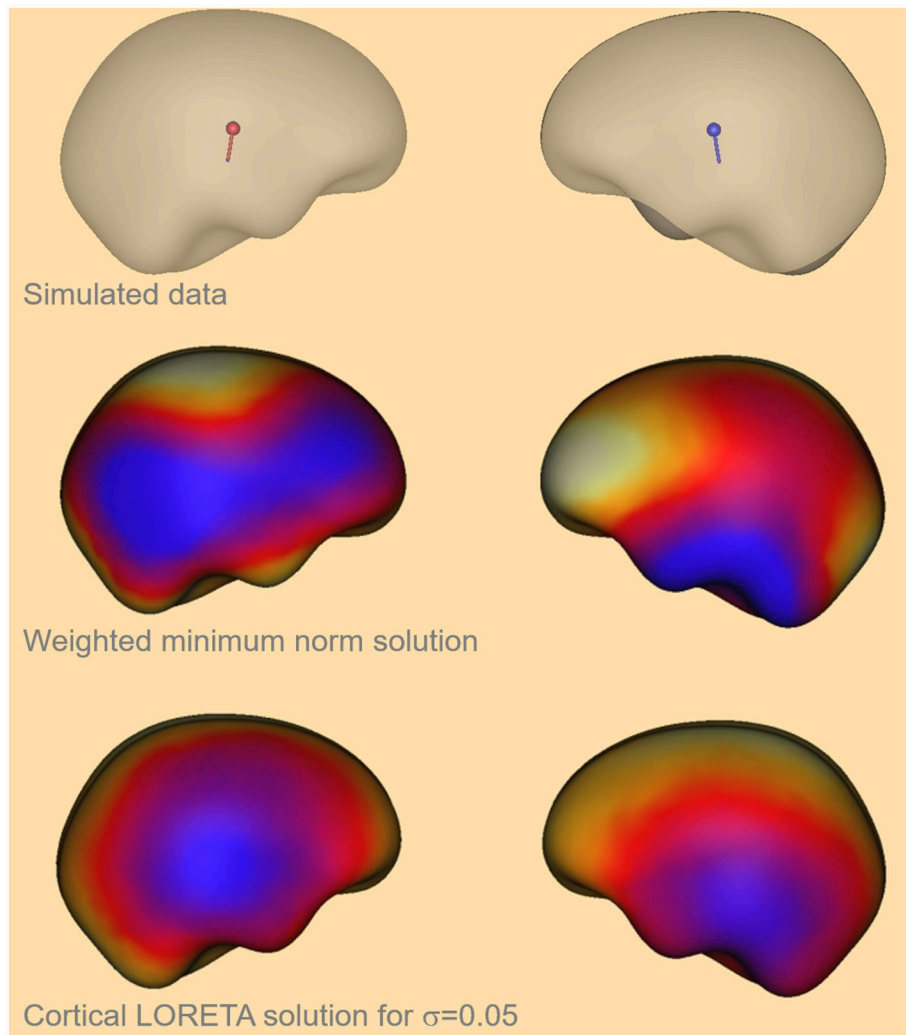 Simulated data
Weighted minimum norm solution
Cortical LORETA solution for σ=0.05